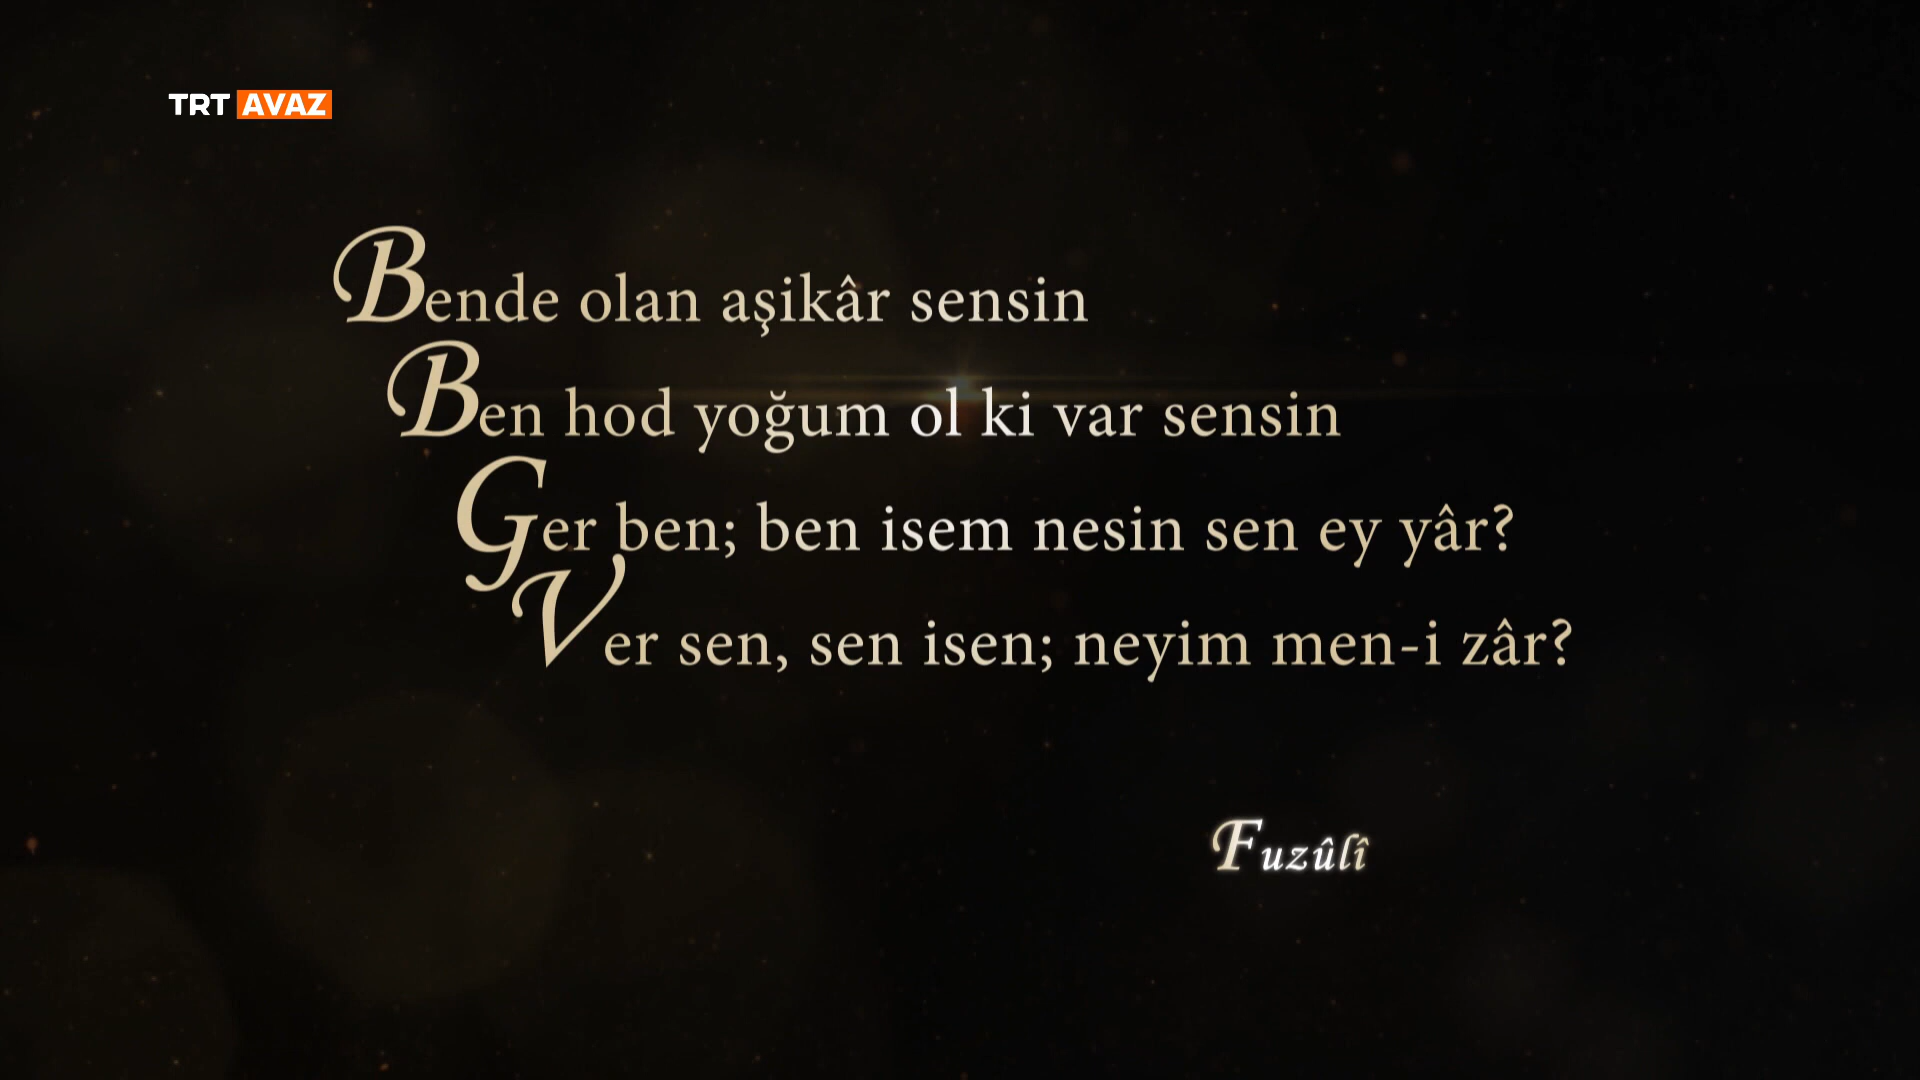 TRT AVAZ
Bende olan aşikâr sensin
Ben hod yoğum ol ki var sensin
Ger ben; ben isem nesin sen ey yâr?
Ver sen, sen isen; neyim men-i zâr?
Fuzûlî